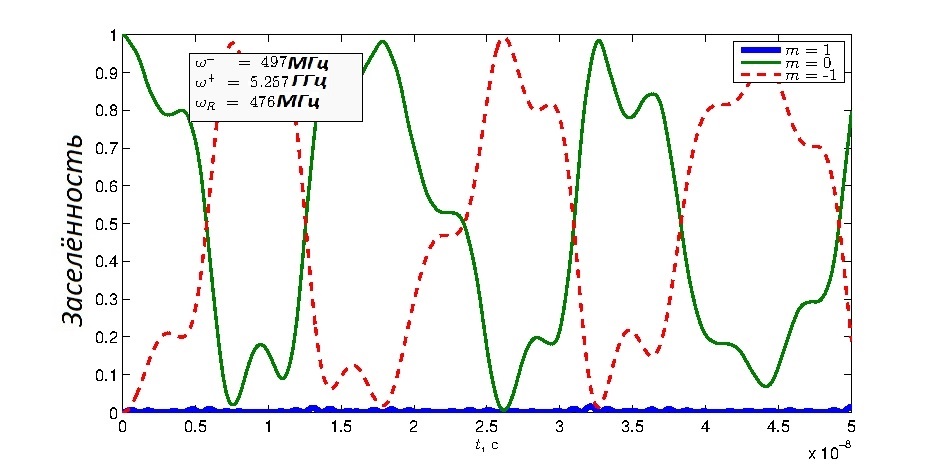 1
0.9
0.8
0.7
0.6
0.5
0.4
0.3
0.2
0.1
0
Заселённость
ω⁻ = 497МГц
ω⁺ = 5.257ГГц
ω_R = 476МГц
m = 1
m = 0
m = -1
0 0.5 1 1.5 2 2.5 3 3.5 4 4.5 5
t, с
x 10⁻⁸